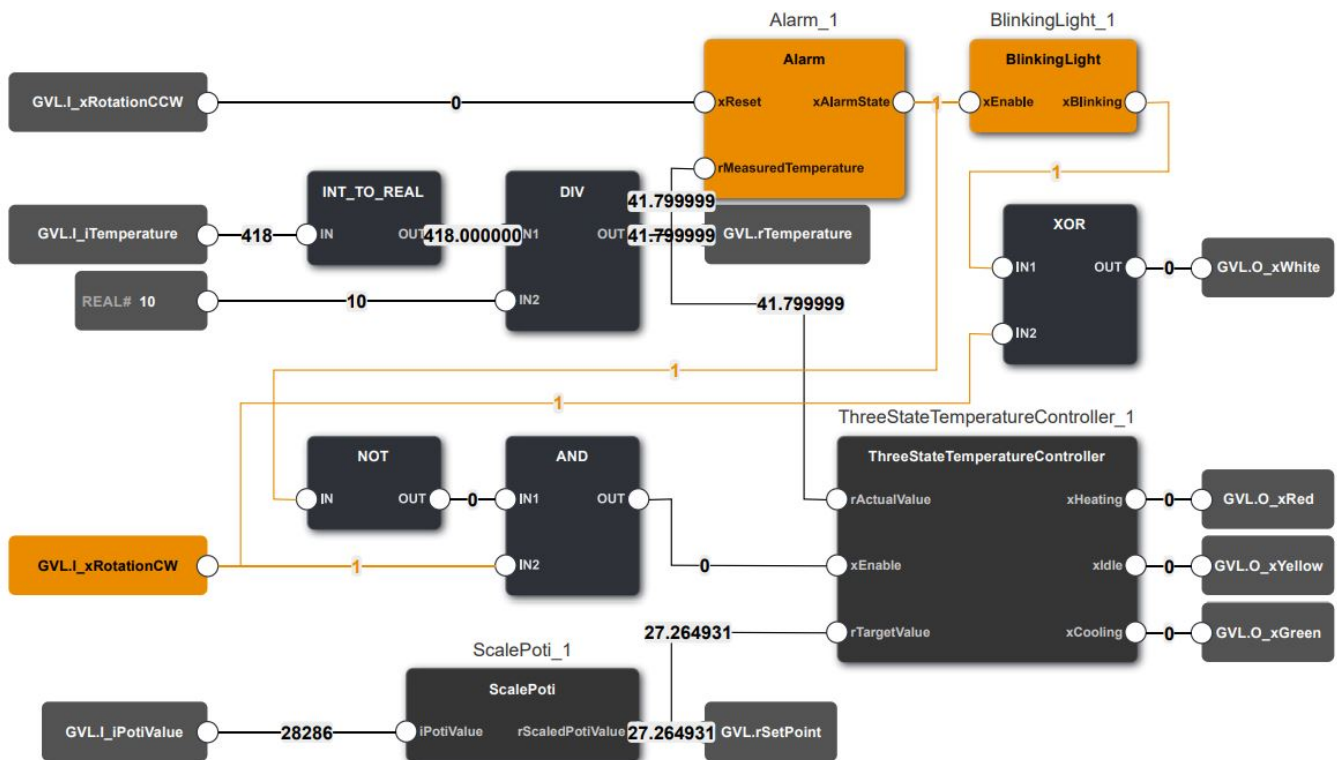 Alarm_1
BlinkingLight_1
Alarm
BlinkingLight
GVL.I_xRotationCCW
0
xReset
xAlarmState
1
xEnable
xBlinking
rMeasuredTemperature
1
INT_TO_REAL
DIV
41.799999
XOR
GVL.I_iTemperature
418
IN
OUT
418.000000
IN1
OUT
41.799999
GVL.rTemperature
IN1
OUT
0
GVL.O_xWhite
REAL# 10
10
IN2
41.799999
IN2
1
1
ThreeStateTemperatureController_1
NOT
AND
ThreeStateTemperatureController
IN
OUT
0
IN1
OUT
rActualValue
xHeating
0
GVL.O_xRed
GVL.I_xRotationCW
1
IN2
0
xEnable
xIdle
0
GVL.O_xYellow
27.264931
rTargetValue
xCooling
0
GVL.O_xGreen
ScalePoti_1
ScalePoti
GVL.I_iPotiValue
28286
iPotiValue
rScaledPotiValue
27.264931
GVL.rSetPoint